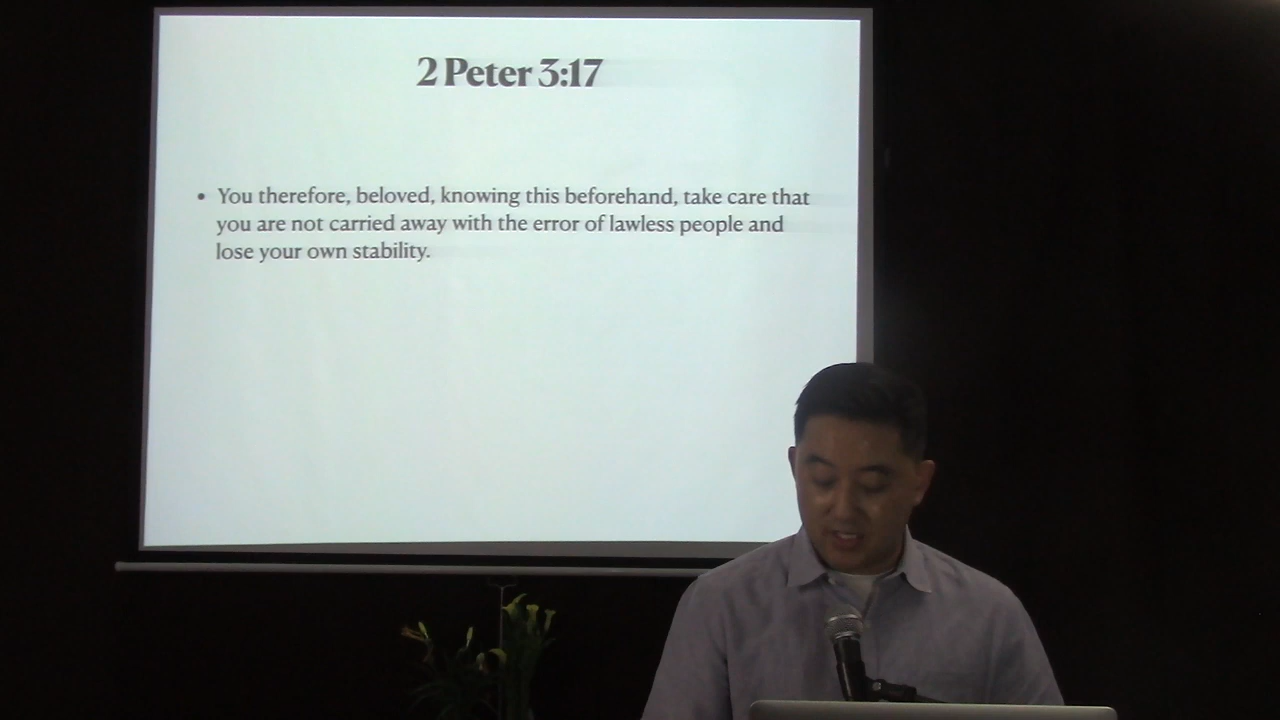 2 Peter 3:17
• You therefore, beloved, knowing this beforehand, take care that
you are not carried away with the error of lawless people and
lose your own stability.